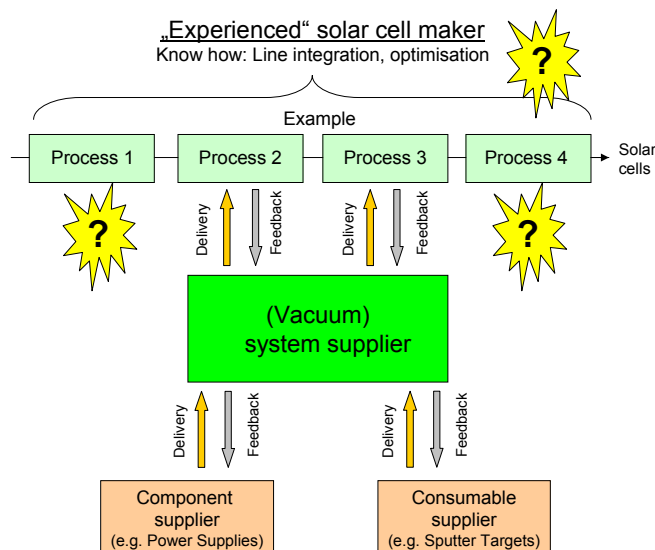 „Experienced“ solar cell maker
Know how: Line integration, optimisation
?
Example
Process 1
Process 2
Process 3
Process 4
Solar
cells
?
?
Delivery
Feedback
Delivery
Feedback
(Vacuum)
system supplier
Delivery
Feedback
Delivery
Feedback
Component
supplier
(e.g. Power Supplies)
Consumable
supplier
(e.g. Sputter Targets)